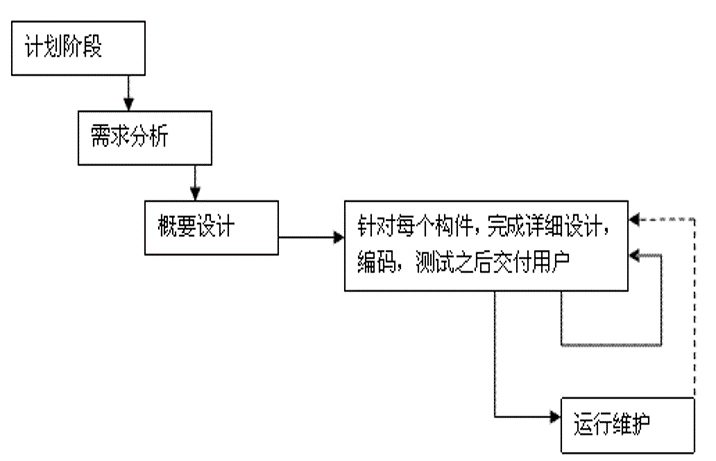 计划阶段
需求分析
概要设计
针对每个构件，完成详细设计，
编码，测试之后交付用户
运行维护